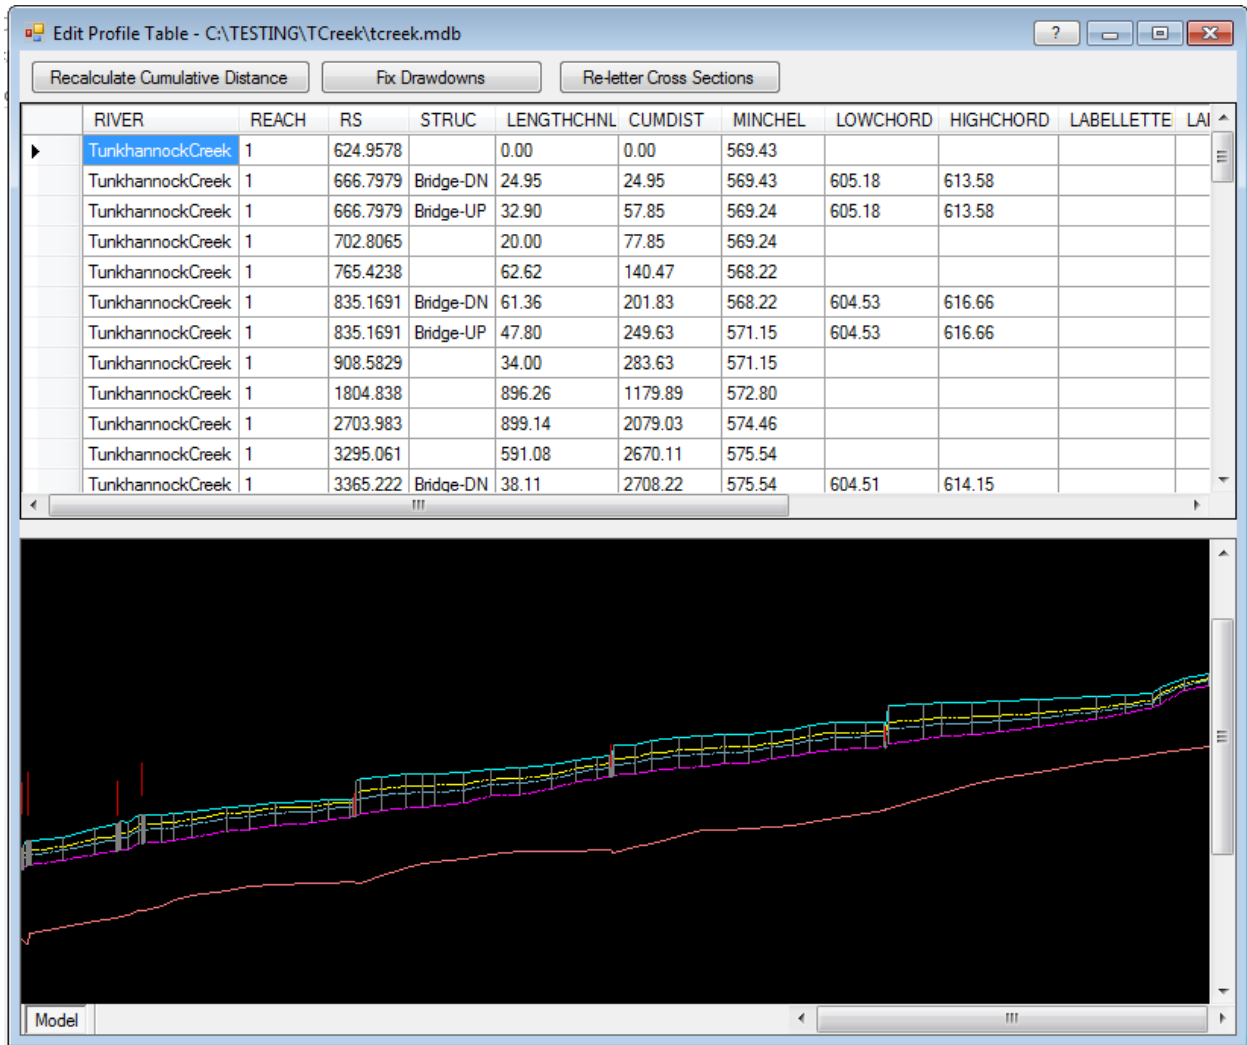 Edit Profile Table - C:\TESTING\TCreek\tcreek.mdb ?
Recalculate Cumulative Distance Fix Drawdowns Re-letter Cross Sections
RIVER REACH RS STRUC LENGTHCHNL CUMDIST MINCHEL LOWCHORD HIGHCHORD LABELLETTE LAI
TunkhannockCreek 1 624.9578 0.00 0.00 569.43
TunkhannockCreek 1 666.7979 Bridge-DN 24.95 24.95 569.43 605.18 613.58
TunkhannockCreek 1 666.7979 Bridge-UP 32.90 57.85 569.24 605.18 613.58
TunkhannockCreek 1 702.8065 20.00 77.85 569.24
TunkhannockCreek 1 765.4238 62.62 140.47 568.22
TunkhannockCreek 1 835.1691 Bridge-DN 61.36 201.83 568.22 604.53 616.66
TunkhannockCreek 1 835.1691 Bridge-UP 47.80 249.63 571.15 604.53 616.66
TunkhannockCreek 1 908.5829 34.00 283.63 571.15
TunkhannockCreek 1 1804.838 896.26 1179.89 572.80
TunkhannockCreek 1 2703.983 899.14 2079.03 574.46
TunkhannockCreek 1 3295.061 591.08 2670.11 575.54
TunkhannockCreek 1 3365.222 Bridge-DN 38.11 2708.22 575.54 604.51 614.15
Model